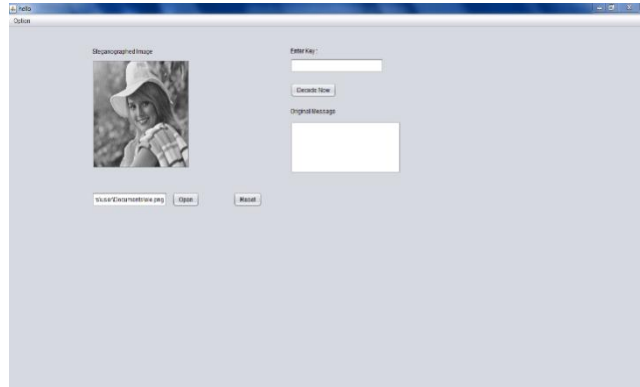 hello
Option
Steganographed Image
Enter Key :
Decode Now
Original Message
Open
Reset